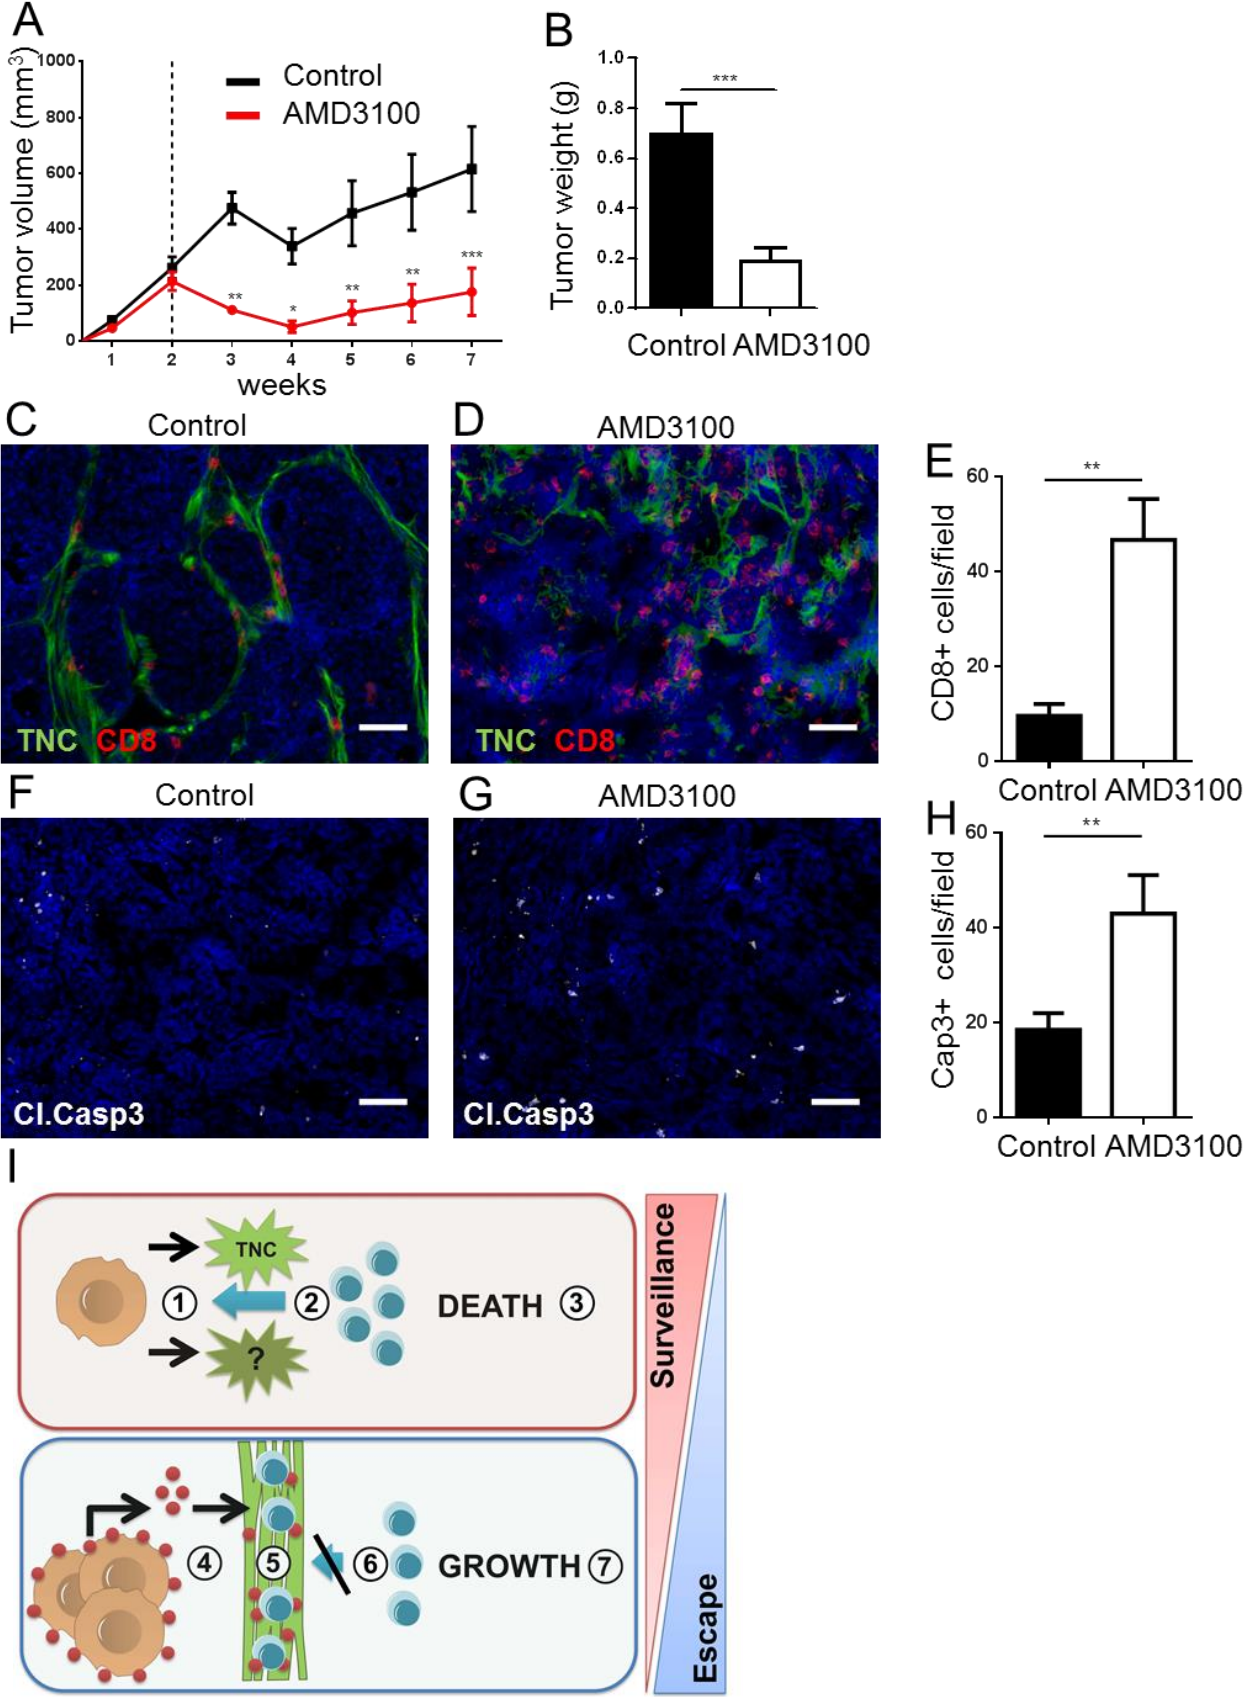 A
Tumor volume (mm³)
1000
800
600
400
200
0
Control
AMD3100
** * ** ** ***
1 2 3 4 5 6 7
weeks
B
Tumor weight (g)
1.0
0.8
0.6
0.4
0.2
0.0
***
Control AMD3100
C
Control
TNC CD8
D
AMD3100
TNC CD8
E
CD8+ cells/field
60
40
20
0
**
Control AMD3100
F
Control
Cl.Casp3
G
AMD3100
Cl.Casp3
H
Cap3+ cells/field
60
40
20
0
**
Control AMD3100
I
TNC
1 2 DEATH 3
?
4 5 6 GROWTH 7
Surveillance
Escape